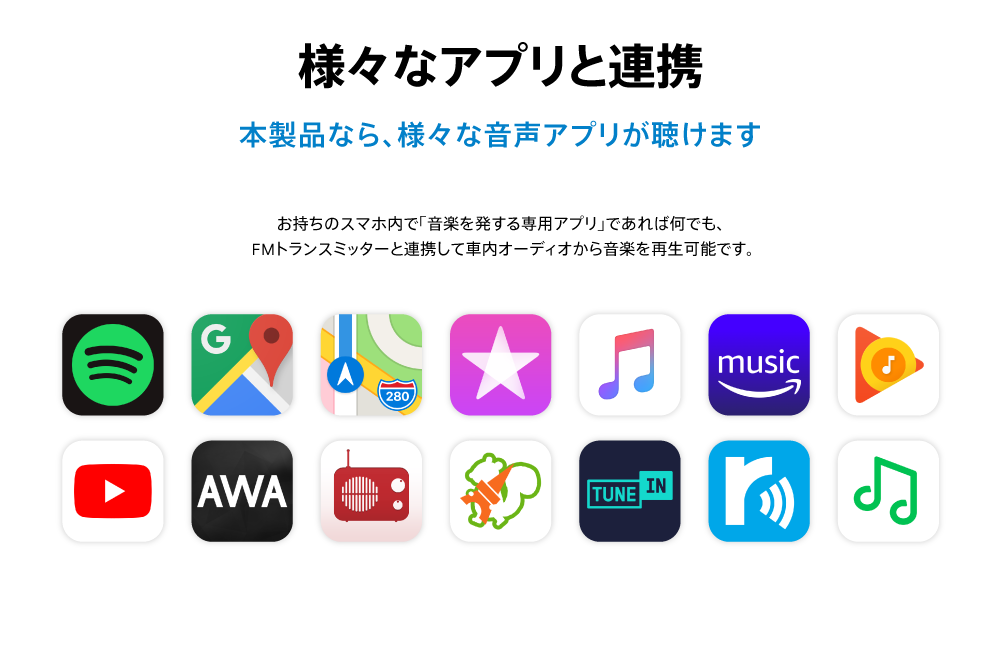 様々なアプリと連携
本製品なら、様々な音声アプリが聴けます
お持ちのスマホ内で「音楽を発する専用アプリ」であれば何でも、
FMトランスミッターと連携して車内オーディオから音楽を再生可能です。
G
280
music
AWA
TUNE IN
r